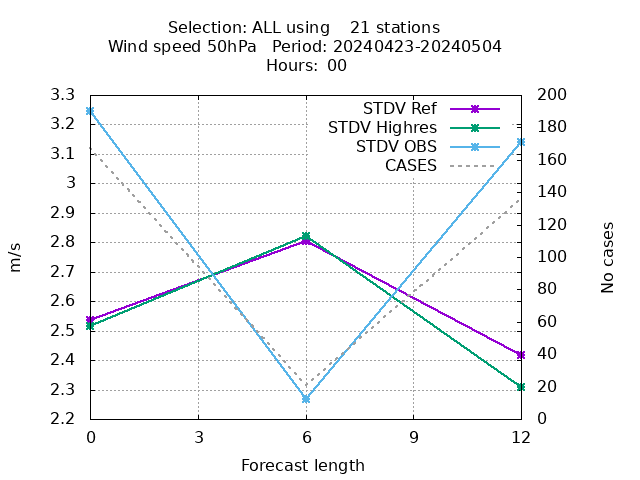 Selection: ALL using    21 stations
Wind speed 50hPa   Period: 20240423-20240504
Hours: 00
3.3
3.2
3.1
3
2.9
2.8
2.7
2.6
2.5
2.4
2.3
2.2
m/s
STDV Ref
STDV Highres
STDV OBS
CASES
200
180
160
140
120
100
80
60
40
20
0
No cases
0 3 6 9 12
Forecast length